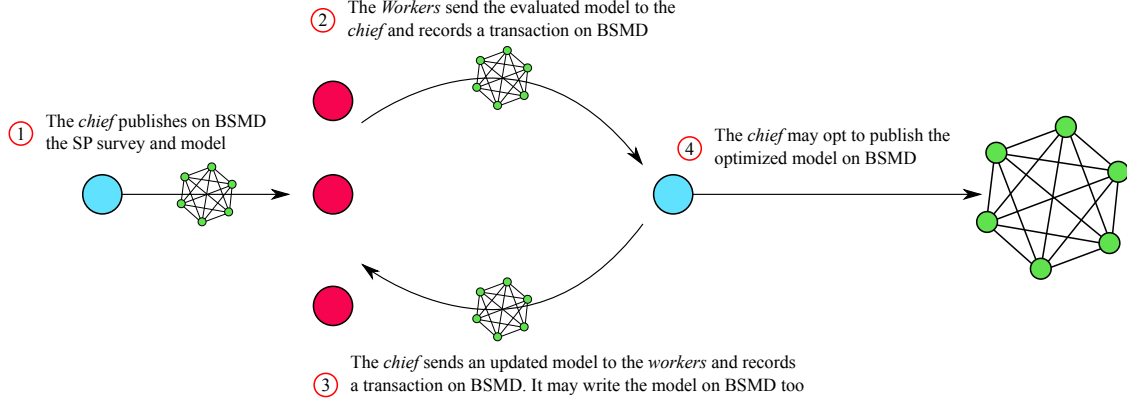 1
The chief publishes on BSMD
the SP survey and model
2
The Workers send the evaluated model to the
chief and records a transaction on BSMD
3
The chief sends an updated model to the workers and records
a transaction on BSMD. It may write the model on BSMD too
4
The chief may opt to publish the
optimized model on BSMD